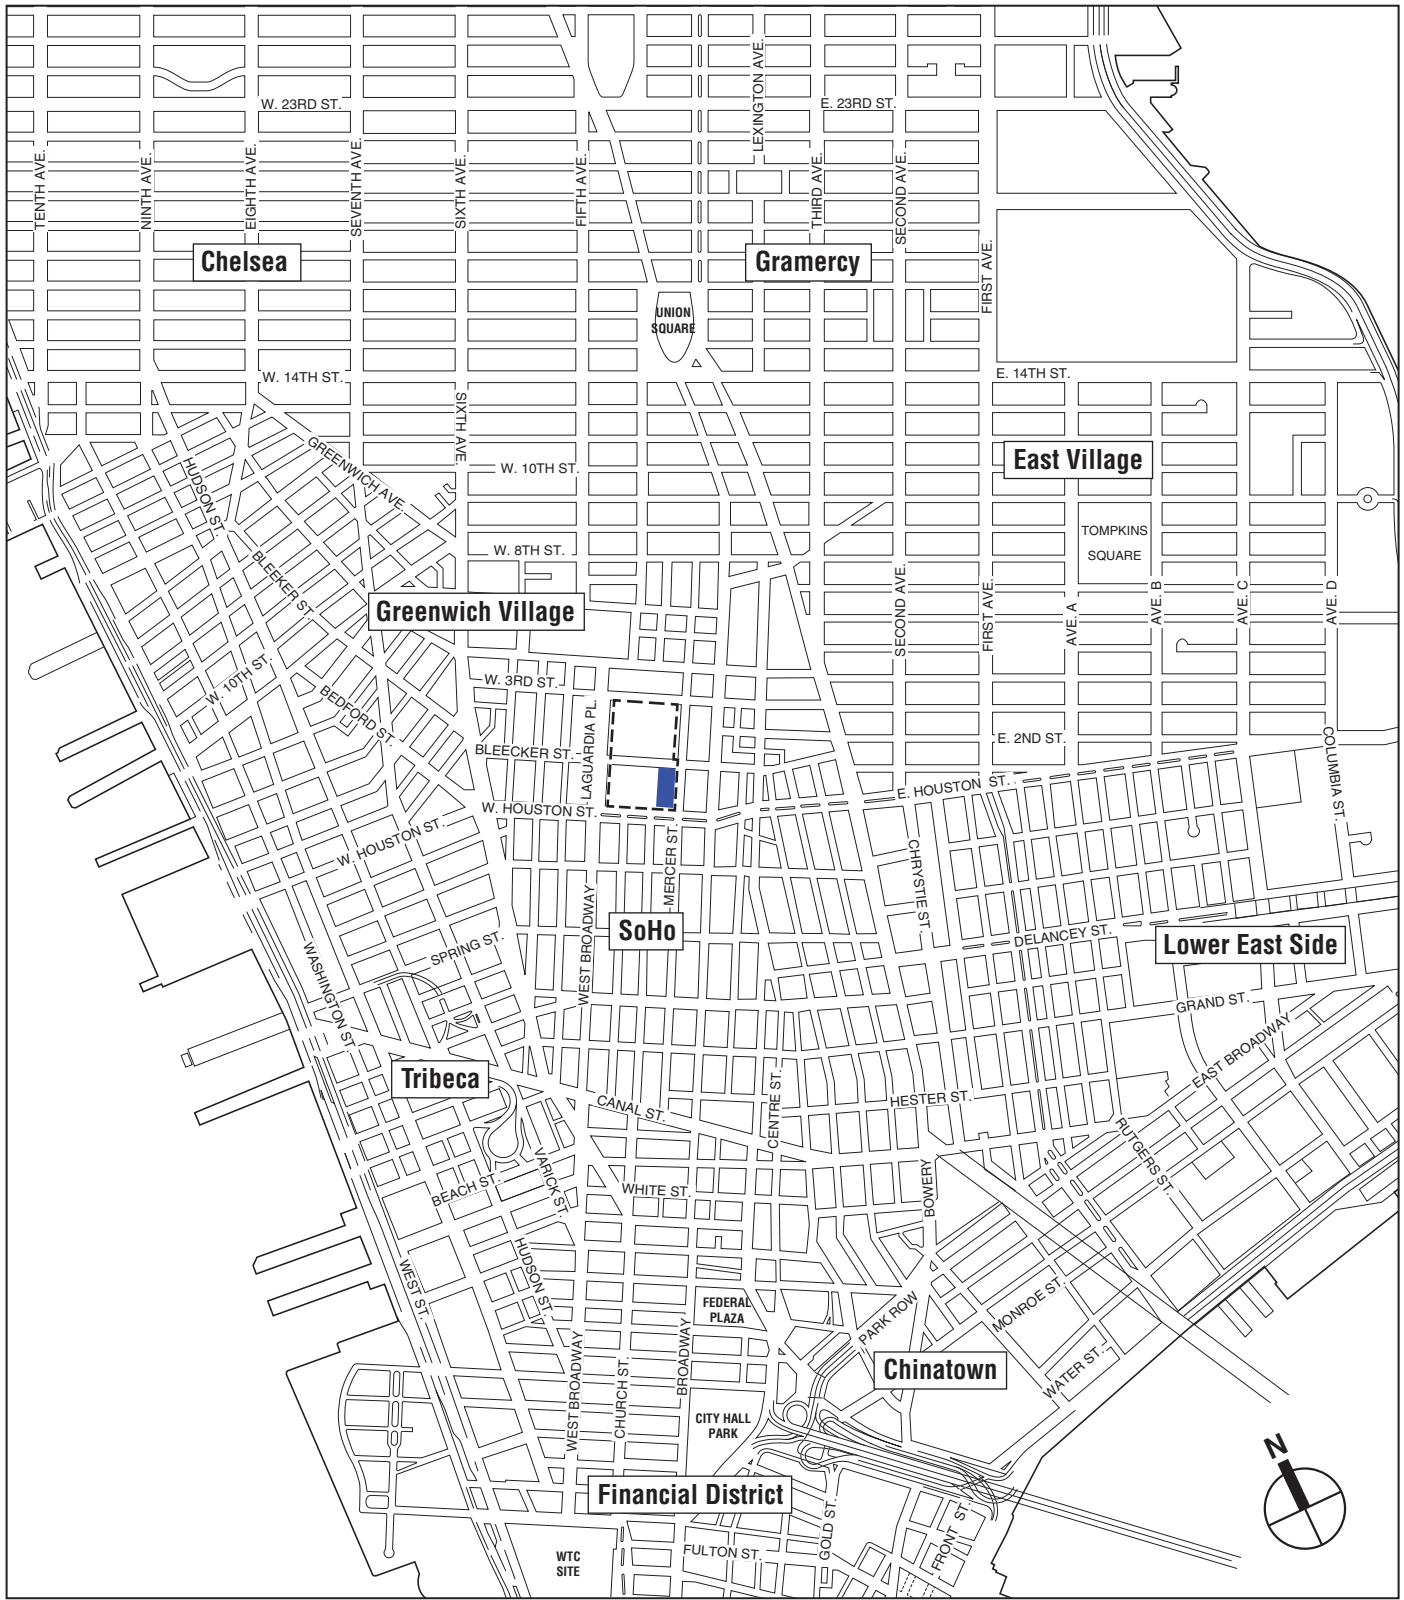 W. 23RD ST.
E. 23RD ST.
LEXINGTON AVE.
TENTH AVE.
NINTH AVE.
EIGHTH AVE.
SEVENTH AVE.
SIXTH AVE.
FIFTH AVE.
THIRD AVE.
SECOND AVE.
FIRST AVE.
Chelsea
Gramercy
UNION
SQUARE
W. 14TH ST.
E. 14TH ST.
SIXTH AVE.
GREENWICH AVE.
HUDSON ST.
W. 10TH ST.
East Village
TOMPKINS
SQUARE
W. 8TH ST.
BLEEKER ST.
Greenwich Village
SECOND AVE.
FIRST AVE.
AVE. A
AVE. B
AVE. C
AVE. D
W. 10TH ST.
BEDFORD ST.
W. 3RD ST.
LAGUARDIA PL.
BLEECKER ST.
E. 2ND ST.
COLUMBIA ST.
E. HOUSTON ST.
W. HOUSTON ST.
W. HOUSTON ST.
MERCER ST.
CHRYSTIE ST.
WEST BROADWAY
SoHo
DELANCEY ST.
Lower East Side
SPRING ST.
WASHINGTON ST.
GRAND ST.
EAST BROADWAY
Tribeca
CANAL ST.
CENTRE ST.
HESTER ST.
RUTGERS ST.
VARICK ST.
BEACH ST.
WHITE ST.
BOWERY
HUDSON ST.
WEST ST.
FEDERAL
PLAZA
PARK ROW
MONROE ST.
WEST BROADWAY
CHURCH ST.
BROADWAY
Chinatown
WATER ST.
CITY HALL
PARK
N
Financial District
GOLD ST.
FRONT ST.
FULTON ST.
WTC
SITE